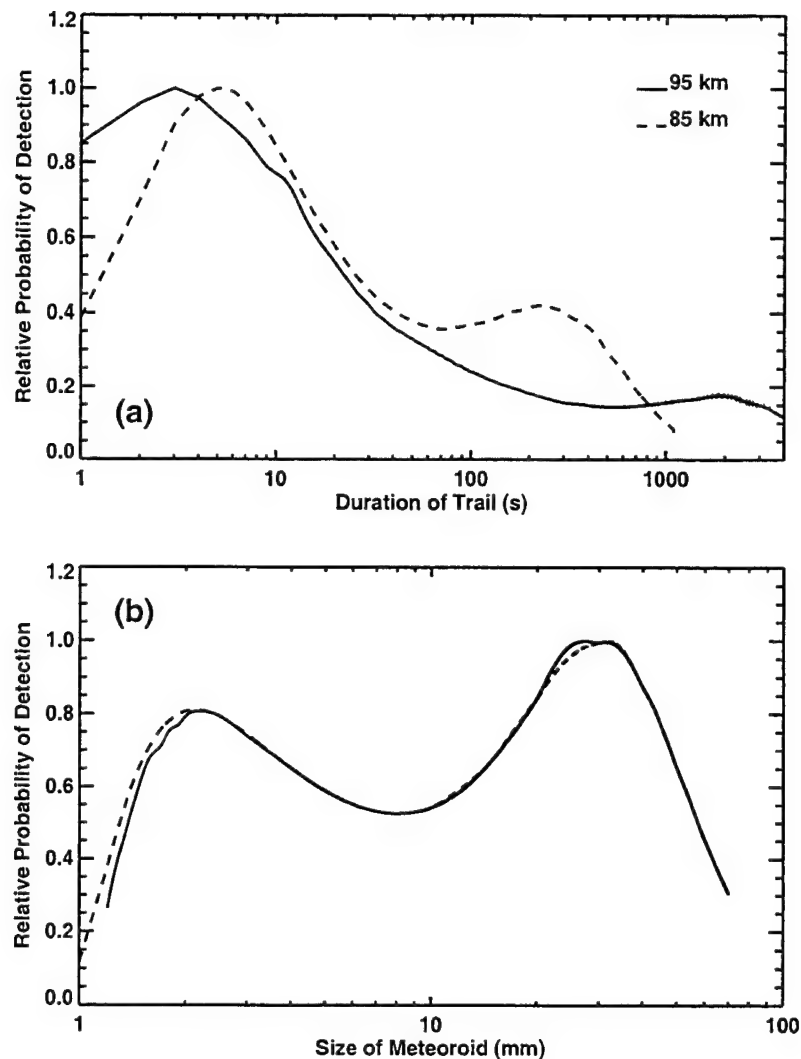 1.2
1.0
0.8
0.6
0.4
0.2
0.0
Relative Probability of Detection
95 km
85 km
(a)
1 10 100 1000
Duration of Trail (s)
1.2
1.0
0.8
0.6
0.4
0.2
0.0
Relative Probability of Detection
(b)
1 10 100
Size of Meteoroid (mm)